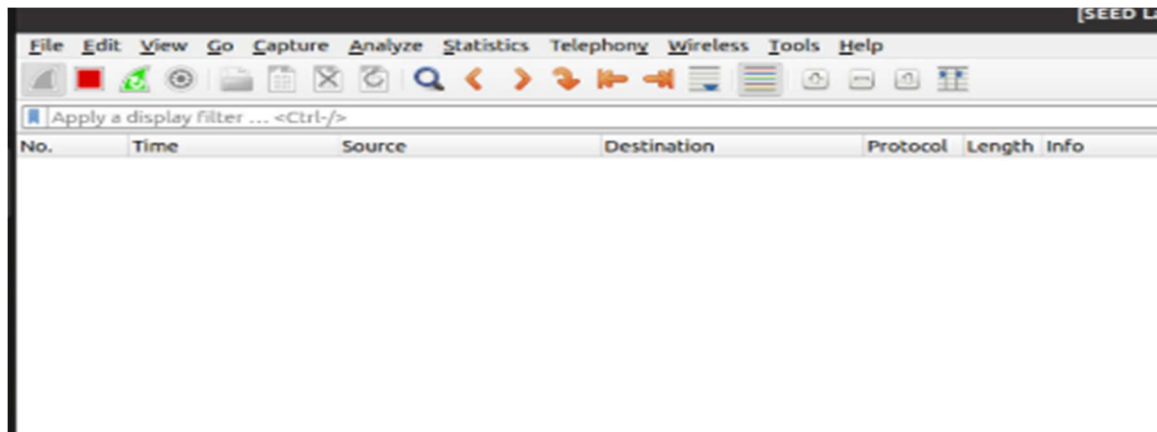 [SEED La
File Edit View Go Capture Analyze Statistics Telephony Wireless Tools Help
Apply a display filter ... <Ctrl-/>
No. Time Source Destination Protocol Length Info